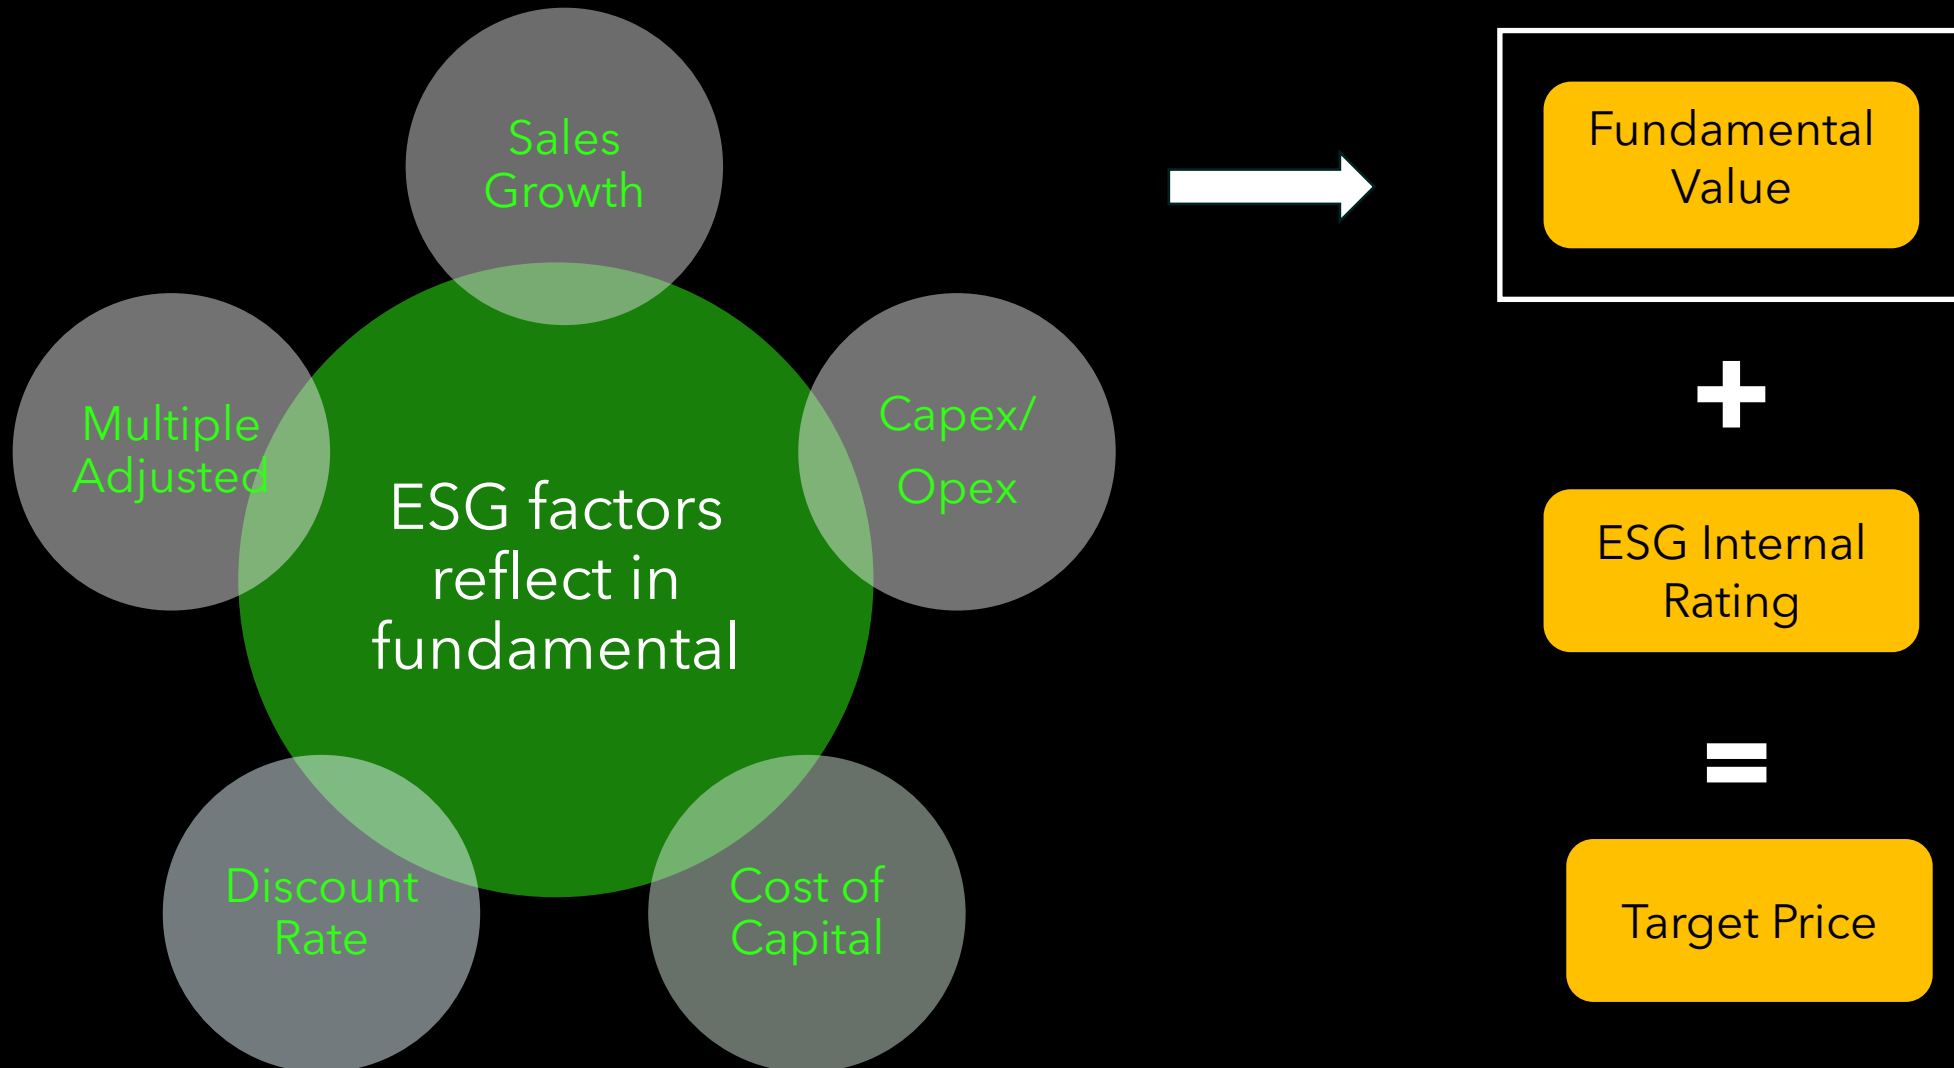 Sales
Growth
Multiple
Adjusted
Capex/
Opex
ESG factors
reflect in
fundamental
Discount
Rate
Cost of
Capital
Fundamental
Value
+
ESG Internal
Rating
=
Target Price